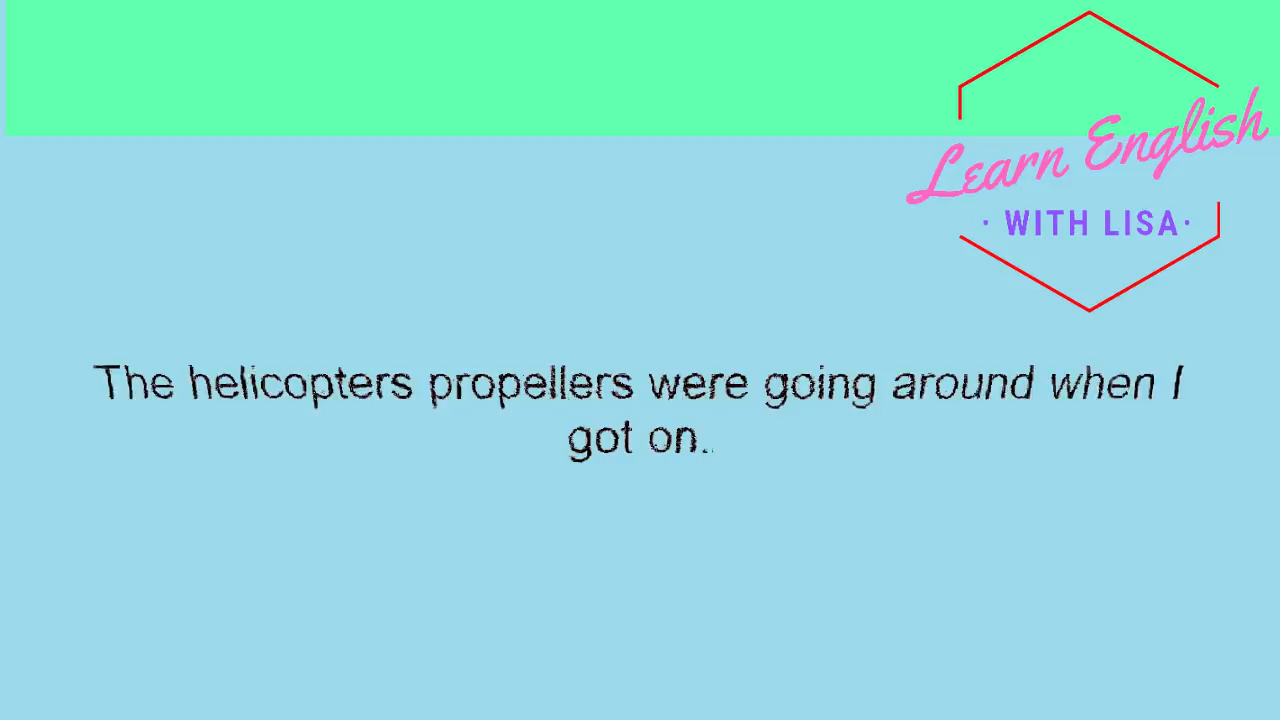 Learn English
· WITH LISA·
The helicopters propellers were going around when I
got on..